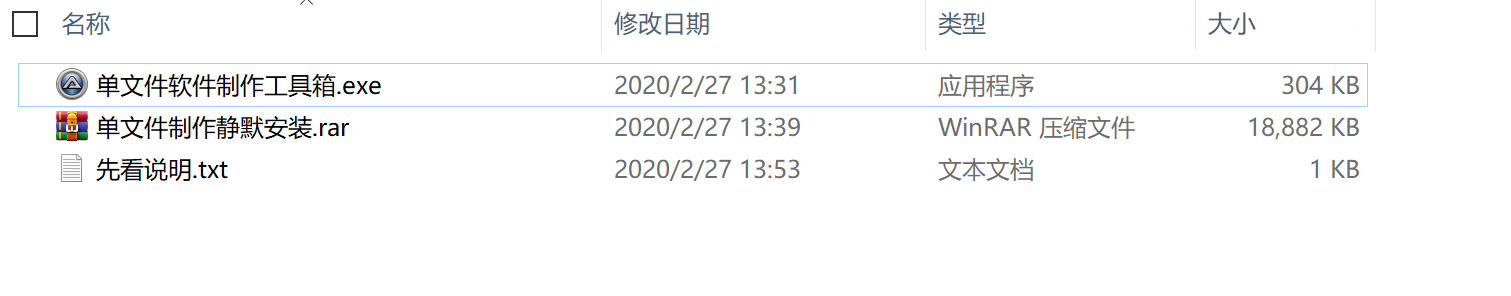 名称 修改日期 类型 大小
单文件软件制作工具箱.exe 2020/2/27 13:31 应用程序 304 KB
单文件制作静默安装.rar 2020/2/27 13:39 WinRAR 压缩文件 18,882 KB
先看说明.txt 2020/2/27 13:53 文本文档 1 KB